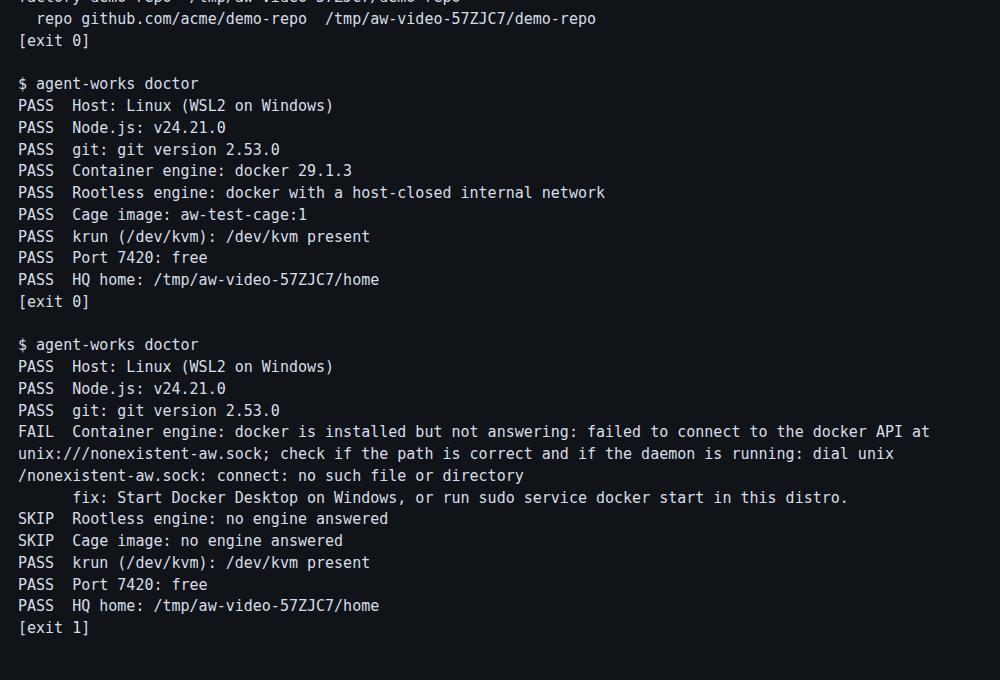 factory demo-repo /tmp/aw-video-57ZJC7/demo-repo
  repo github.com/acme/demo-repo  /tmp/aw-video-57ZJC7/demo-repo
[exit 0]

$ agent-works doctor
PASS  Host: Linux (WSL2 on Windows)
PASS  Node.js: v24.21.0
PASS  git: git version 2.53.0
PASS  Container engine: docker 29.1.3
PASS  Rootless engine: docker with a host-closed internal network
PASS  Cage image: aw-test-cage:1
PASS  krun (/dev/kvm): /dev/kvm present
PASS  Port 7420: free
PASS  HQ home: /tmp/aw-video-57ZJC7/home
[exit 0]

$ agent-works doctor
PASS  Host: Linux (WSL2 on Windows)
PASS  Node.js: v24.21.0
PASS  git: git version 2.53.0
FAIL  Container engine: docker is installed but not answering: failed to connect to the docker API at
unix:///nonexistent-aw.sock; check if the path is correct and if the daemon is running: dial unix
/nonexistent-aw.sock: connect: no such file or directory
      fix: Start Docker Desktop on Windows, or run sudo service docker start in this distro.
SKIP  Rootless engine: no engine answered
SKIP  Cage image: no engine answered
PASS  krun (/dev/kvm): /dev/kvm present
PASS  Port 7420: free
PASS  HQ home: /tmp/aw-video-57ZJC7/home
[exit 1]